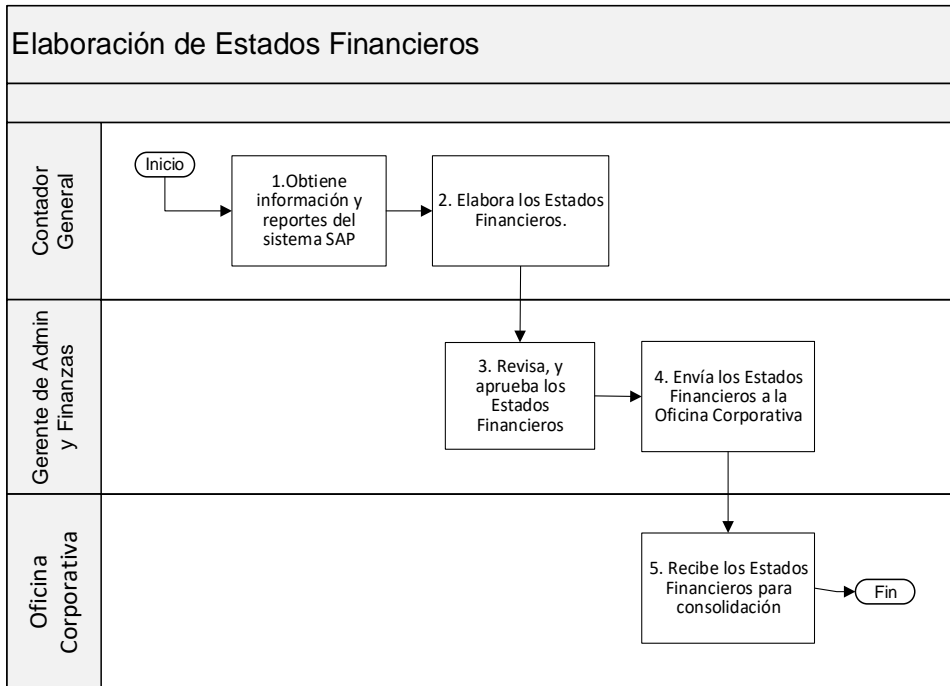 Elaboración de Estados Financieros
Contador
General
Inicio
1.Obtiene
información y
reportes del
sistema SAP
2. Elabora los Estados
Financieros.
Gerente de Admin
y Finanzas
3. Revisa, y
aprueba los
Estados
Financieros
4. Envía los Estados
Financieros a la
Oficina Corporativa
Oficina
Corporativa
5. Recibe los Estados
Financieros para
consolidación
Fin